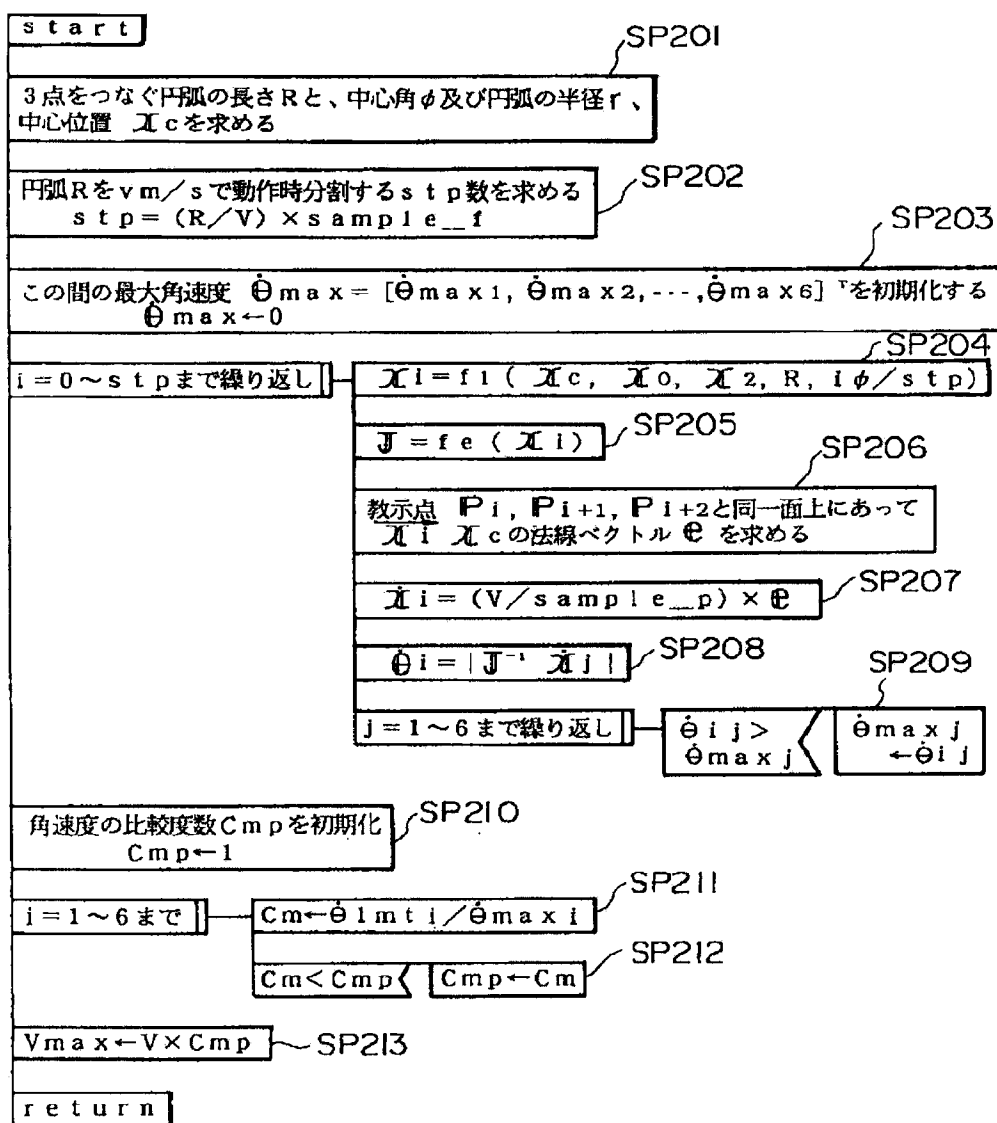 start
SP201
3点をつなぐ円弧の長さRと、中心角φ及び円弧の半径r、
中心位置 𝕏cを求める
SP202
円弧Rをvm/sで動作時分割するstp数を求める
stp=(R/V)×sample_f
SP203
この間の最大角速度 θ̇max=[θ̇max1, θ̇max2,---,θ̇max6]ᵀを初期化する
θ̇max←0
SP204
i=0~stpまで繰り返し
𝕏i=f1(𝕏c, 𝕏0, 𝕏2, R, iφ/stp)
SP205
𝕁=fe(𝕏i)
SP206
教示点 ℙi, ℙi+1, ℙi+2と同一面上にあって
𝕏i 𝕏cの法線ベクトル 𝕖 を求める
SP207
𝕏̇i=(V/sample_p)×𝕖
SP208
θ̇i=|𝕁⁻¹ 𝕏̇j|
SP209
j=1~6まで繰り返し
θ̇ij>
θ̇maxj
θ̇maxj
←θ̇ij
SP210
角速度の比較度数Cmpを初期化
Cmp←1
SP211
i=1~6まで
Cm←θ̇lmti/θ̇maxi
SP212
Cm<Cmp
Cmp←Cm
Vmax←V×Cmp
SP213
return